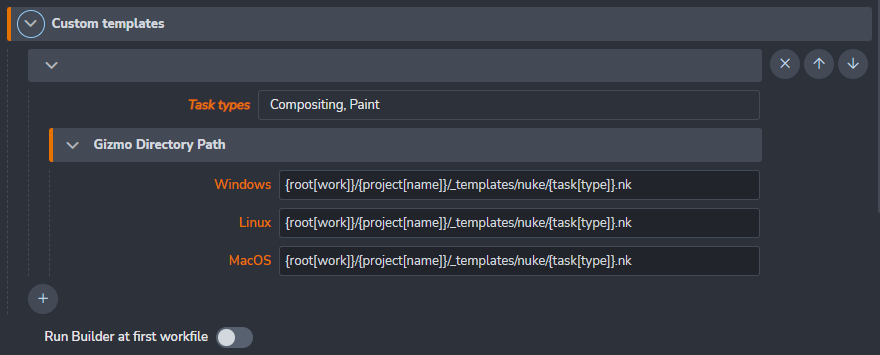 Custom templates
Task types Compositing, Paint
Gizmo Directory Path
Windows {root[work]}/{project[name]}/_templates/nuke/{task[type]}.nk
Linux {root[work]}/{project[name]}/_templates/nuke/{task[type]}.nk
MacOS {root[work]}/{project[name]}/_templates/nuke/{task[type]}.nk
Run Builder at first workfile